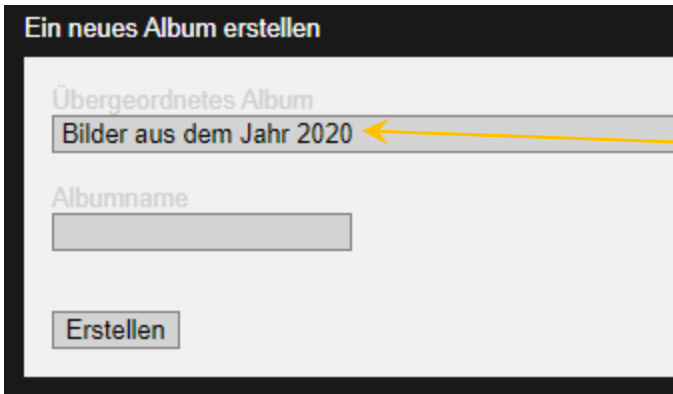 Ein neues Album erstellen
Übergeordnetes Album
Bilder aus dem Jahr 2020
Albumname
Erstellen